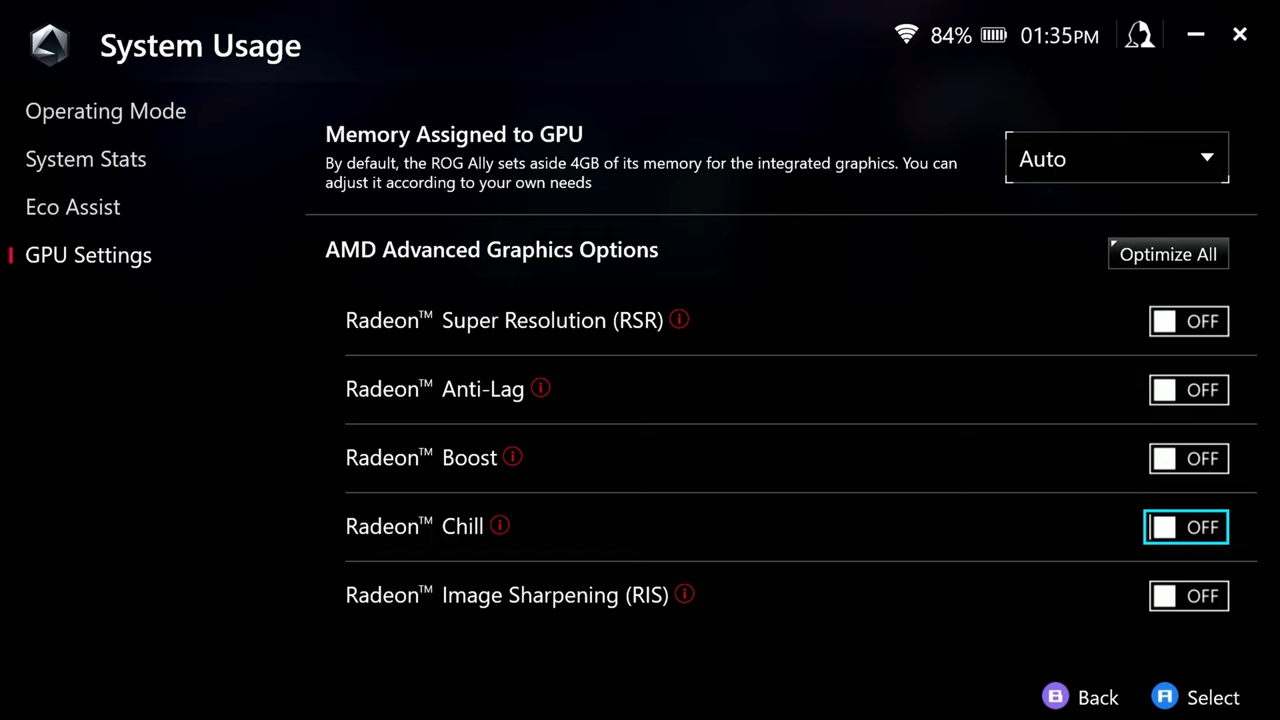 System Usage
84%
01:35PM
Operating Mode
System Stats
Eco Assist
GPU Settings
Memory Assigned to GPU
By default, the ROG Ally sets aside 4GB of its memory for the integrated graphics. You can
adjust it according to your own needs
Auto
AMD Advanced Graphics Options
Optimize All
Radeon™ Super Resolution (RSR)
OFF
Radeon™ Anti-Lag
OFF
Radeon™ Boost
OFF
Radeon™ Chill
OFF
Radeon™ Image Sharpening (RIS)
OFF
B Back
A Select